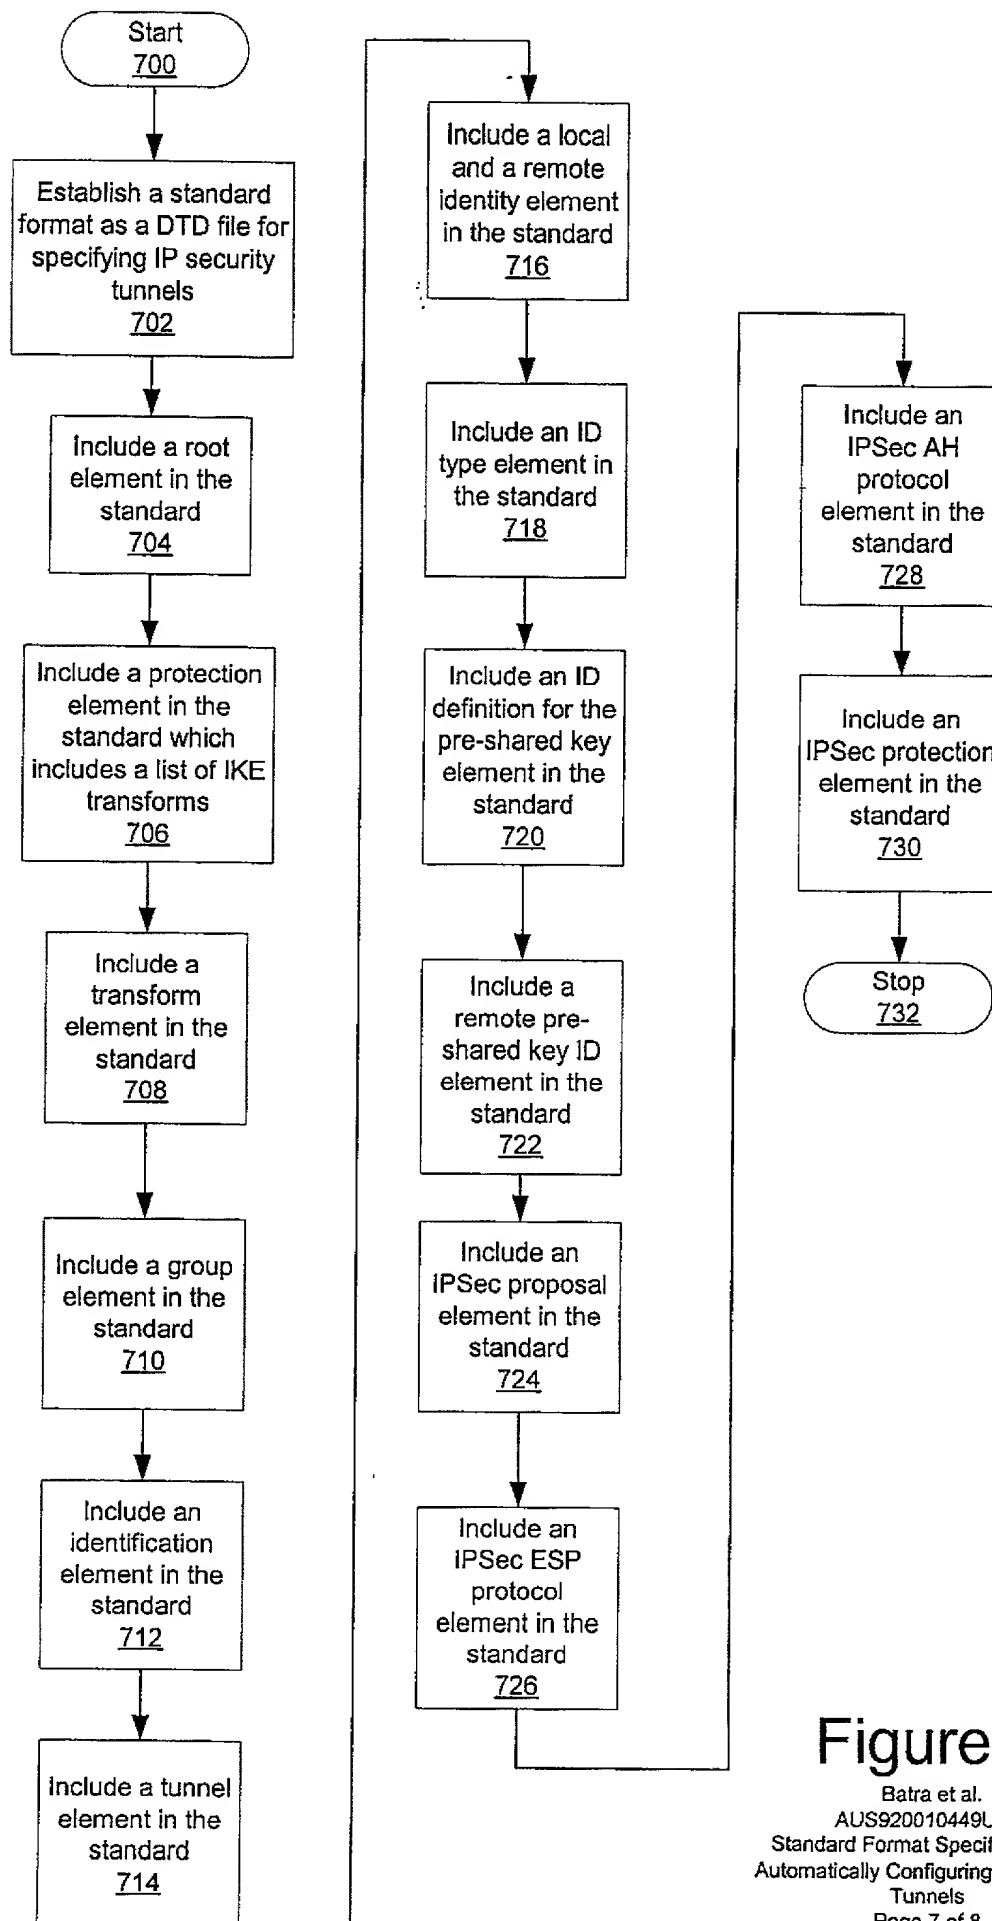 Start
700
Establish a standard
format as a DTD file for
specifying IP security
tunnels
702
Include a root
element in the
standard
704
Include a protection
element in the
standard which
includes a list of IKE
transforms
706
Include a
transform
element in the
standard
708
Include a group
element in the
standard
710
Include an
identification
element in the
standard
712
Include a tunnel
element in the
standard
714
Include a local
and a remote
identity element
in the standard
716
Include an ID
type element in
the standard
718
Include an ID
definition for the
pre-shared key
element in the
standard
720
Include a
remote pre-
shared key ID
element in the
standard
722
Include an
IPSec proposal
element in the
standard
724
Include an
IPSec ESP
protocol
element in the
standard
726
Include an
IPSec AH
protocol
element in the
standard
728
Include an
IPSec protection
element in the
standard
730
Stop
732
Figure
Batra et al.
AUS920010449U
Standard Format Specif
Automatically Configuring
Tunnels
Page 7 of 8